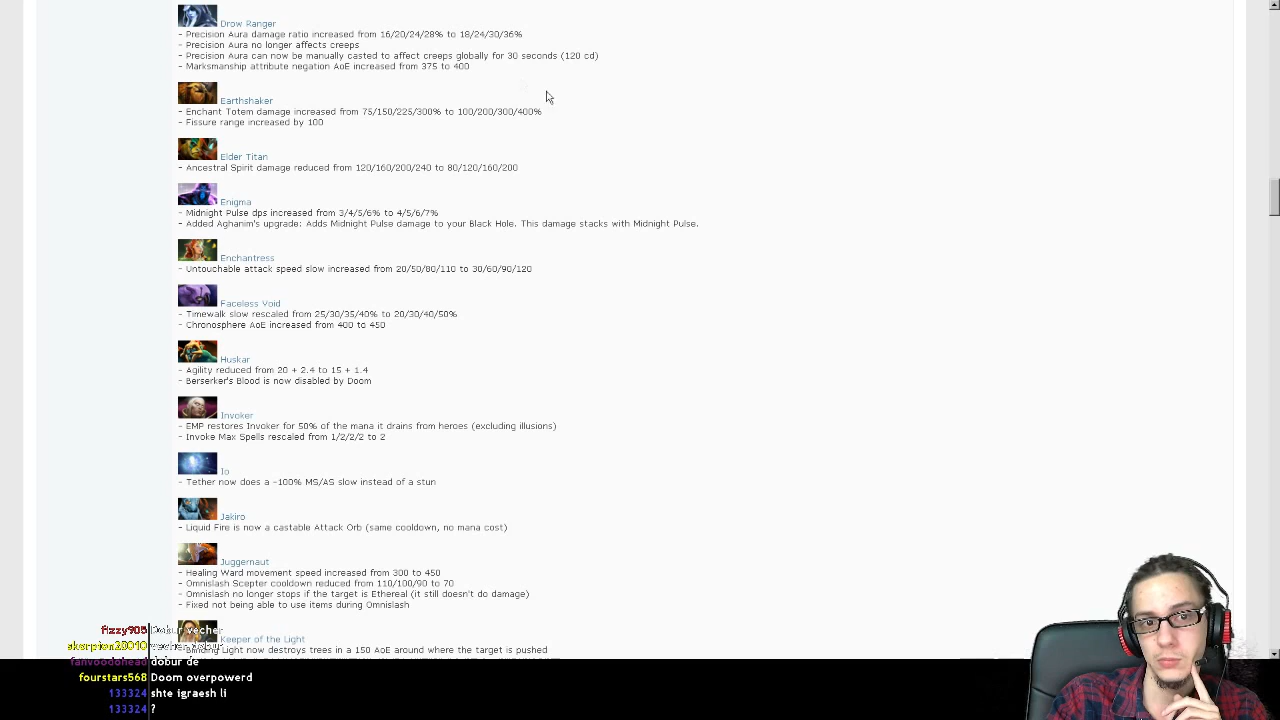 Drow Ranger
- Precision Aura damage ratio increased from 16/20/24/28% to 18/24/30/36%
- Precision Aura no longer affects creeps
- Precision Aura can now be manually casted to affect creeps globally for 30 seconds (120 cd)
- Marksmanship attribute negation AoE increased from 375 to 400
Earthshaker
- Enchant Totem damage increased from 75/150/225/300% to 100/200/300/400%
- Fissure range increased by 100
Elder Titan
- Ancestral Spirit damage reduced from 120/160/200/240 to 80/120/160/200
Enigma
- Midnight Pulse dps increased from 3/4/5/6% to 4/5/6/7%
- Added Aghanim's upgrade: Adds Midnight Pulse damage to your Black Hole. This damage stacks with Midnight Pulse.
Enchantress
- Untouchable attack speed slow increased from 20/50/80/110 to 30/60/90/120
Faceless Void
- Timewalk slow rescaled from 25/30/35/40% to 20/30/40/50%
- Chronosphere AoE increased from 400 to 450
Huskar
- Agility reduced from 20 + 2.4 to 15 + 1.4
- Berserker's Blood is now disabled by Doom
Invoker
- EMP restores Invoker for 50% of the mana it drains from heroes (excluding illusions)
- Invoke Max Spells rescaled from 1/2/2/2 to 2
Io
- Tether now does a -100% MS/AS slow instead of a stun
Jakiro
- Liquid Fire is now a castable Attack Orb (same cooldown, no mana cost)
Juggernaut
- Healing Ward movement speed increased from 300 to 450
- Omnislash Scepter cooldown reduced from 110/100/90 to 70
- Omnislash no longer stops if the target is Ethereal (it still doesn't do damage)
- Fixed not being able to use items during Omnislash
Keeper of the Light
Light now destroys trees in a 150 AoE around where the target is pushed
fizzy905 Dobur vecher
dobur de
fourstars568 Doom overpowerd
133324 shte igraesh li
133324 ?